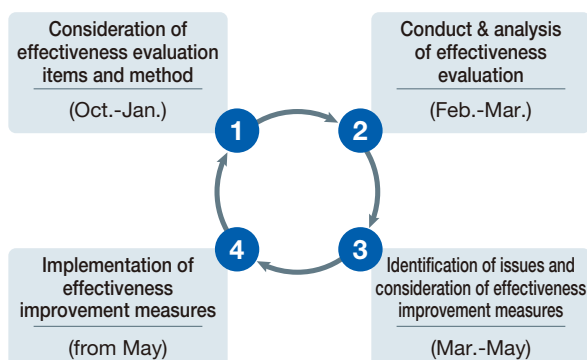 Consideration of
effectiveness evaluation
items and method
(Oct.-Jan.)
1
Conduct & analysis
of effectiveness
evaluation
(Feb.-Mar.)
2
3
Identification of issues and
consideration of effectiveness
improvement measures
(Mar.-May)
4
Implementation of
effectiveness
improvement measures
(from May)